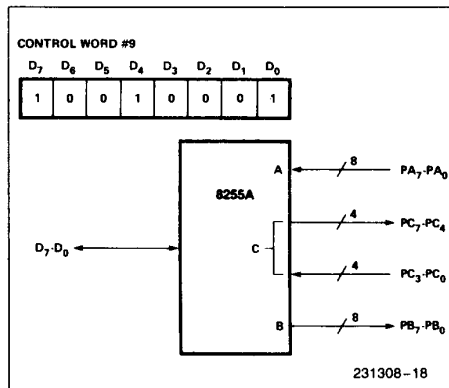 CONTROL WORD #9
D7 D6 D5 D4 D3 D2 D1 D0
1 0 0 1 0 0 0 1
8255A
A
8
PA7-PA0
4
PC7-PC4
D7-D0
C
4
PC3-PC0
B
8
PB7-PB0
231308-18